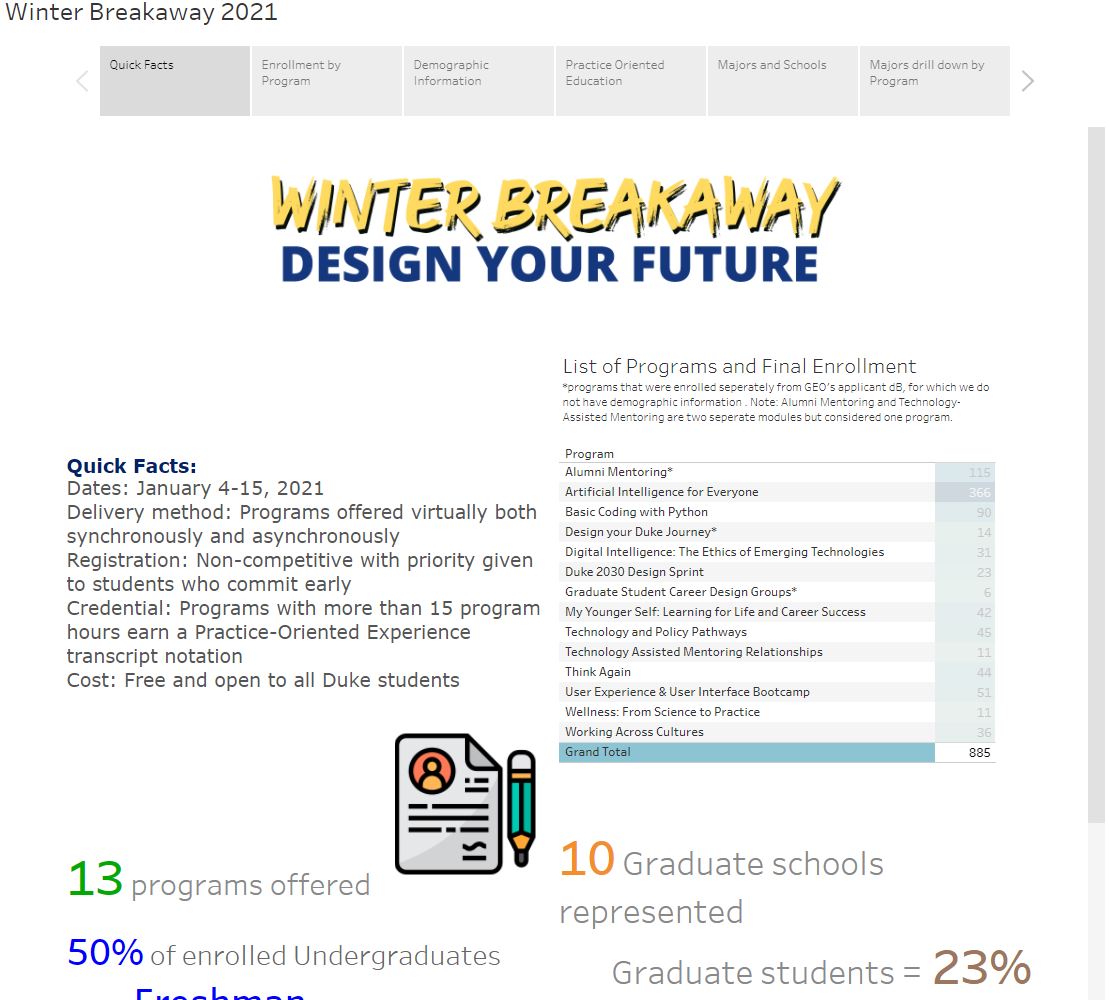 Winter Breakaway 2021
Quick Facts
Enrollment by
Program
Demographic
Information
Practice Oriented
Education
Majors and Schools
Majors drill down by
Program
WINTER BREAKAWAY
DESIGN YOUR FUTURE
List of Programs and Final Enrollment
*programs that were enrolled seperately from GEO's applicant dB, for which we do
not have demographic information . Note: Alumni Mentoring and Technology-
Assisted Mentoring are two seperate modules but considered one program.
Quick Facts:
Dates: January 4-15, 2021
Delivery method: Programs offered virtually both
synchronously and asynchronously
Registration: Non-competitive with priority given
to students who commit early
Credential: Programs with more than 15 program
hours earn a Practice-Oriented Experience
transcript notation
Cost: Free and open to all Duke students
Program
Alumni Mentoring* 115
Artificial Intelligence for Everyone 366
Basic Coding with Python 90
Design your Duke Journey* 14
Digital Intelligence: The Ethics of Emerging Technologies 31
Duke 2030 Design Sprint 23
Graduate Student Career Design Groups* 6
My Younger Self: Learning for Life and Career Success 42
Technology and Policy Pathways 45
Technology Assisted Mentoring Relationships 11
Think Again 44
User Experience & User Interface Bootcamp 51
Wellness: From Science to Practice 11
Working Across Cultures 36
Grand Total 885
13 programs offered
50% of enrolled Undergraduates
Freshman
10 Graduate schools
represented
Graduate students = 23%